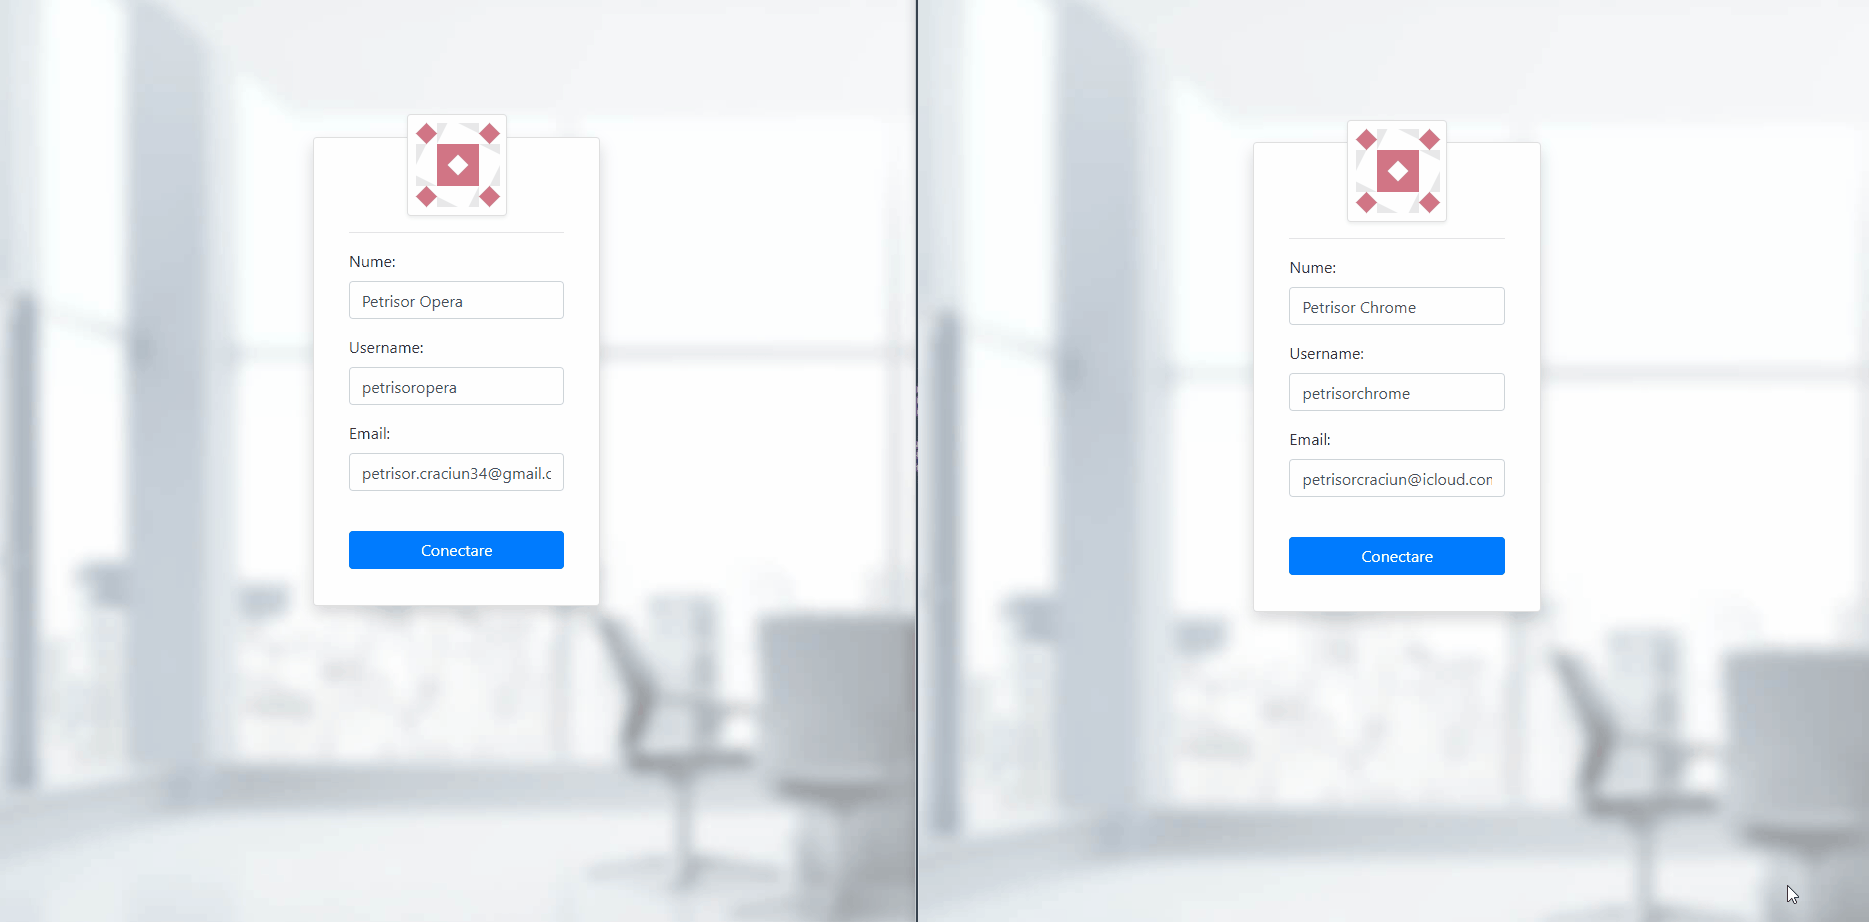 Nume:
Petrisor Opera
Username:
petrisoropera
Email:
petrisor.craciun34@gmail.c
Conectare
Nume:
Petrisor Chrome
Username:
petrisorchrome
Email:
petrisorcraciun@icloud.con
Conectare